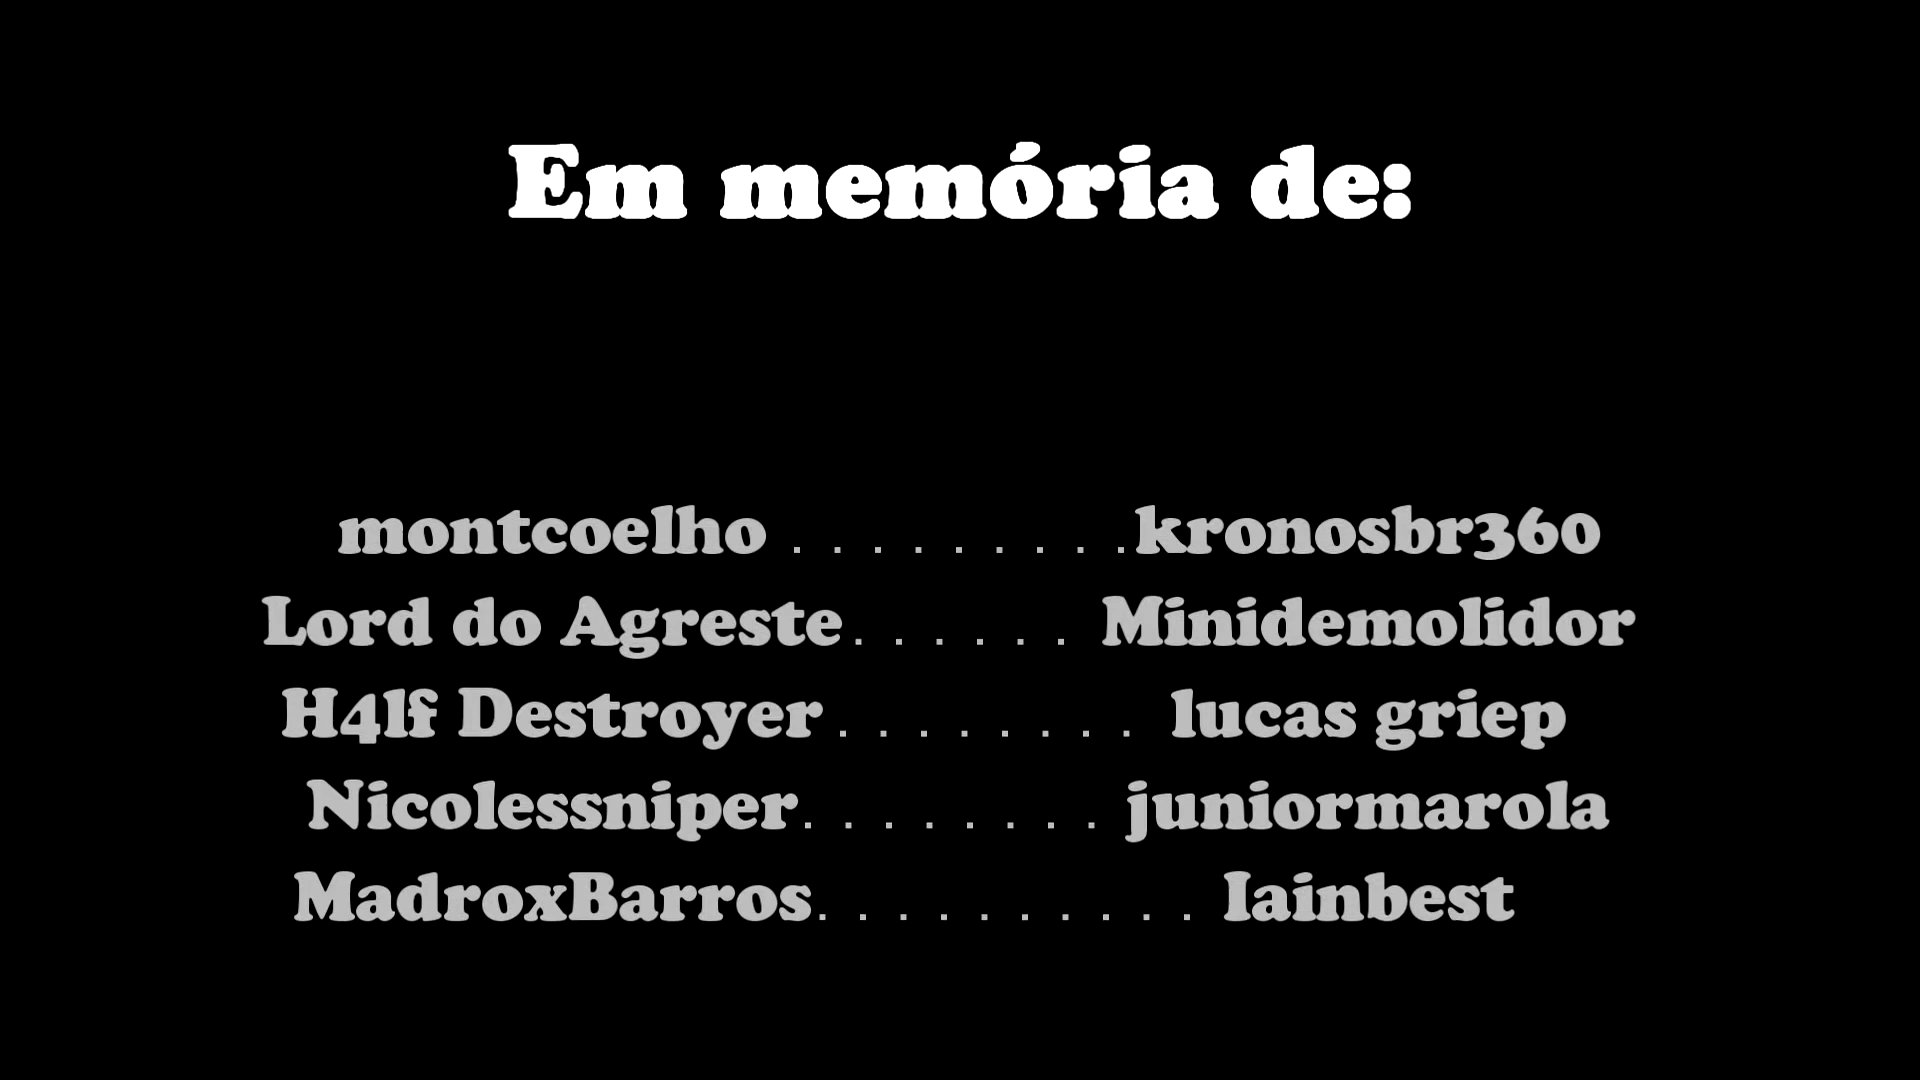 Em memória de:
montcoelho . . . . . . . . .kronosbr360
Lord do Agreste. . . . . . Minidemolidor
H4lf Destroyer . . . . . . . . lucas griep
Nicolessniper. . . . . . . . juniormarola
MadroxBarros. . . . . . . . . . Iainbest